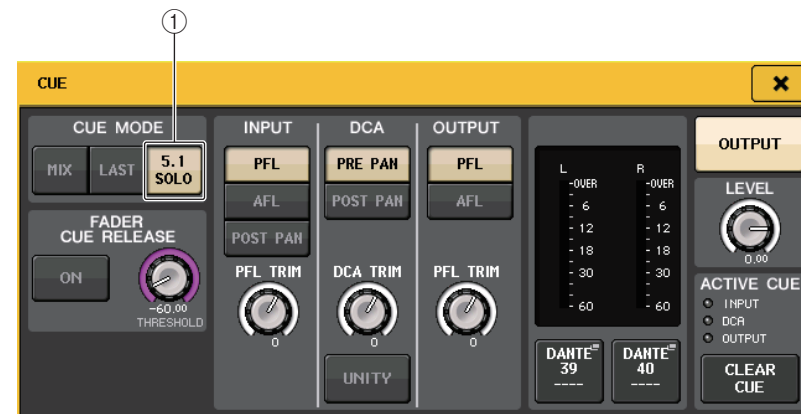 1
CUE
CUE MODE
MIX
LAST
5.1
SOLO
FADER
CUE RELEASE
ON
-60.00
THRESHOLD
INPUT
PFL
AFL
POST PAN
PFL TRIM
0
DCA
PRE PAN
POST PAN
DCA TRIM
0
UNITY
OUTPUT
PFL
AFL
PFL TRIM
0
L
R
-OVER
-OVER
6
6
12
12
18
18
30
30
60
60
DANTE
39
----
DANTE
40
----
OUTPUT
LEVEL
0.00
ACTIVE CUE
INPUT
DCA
OUTPUT
CLEAR
CUE